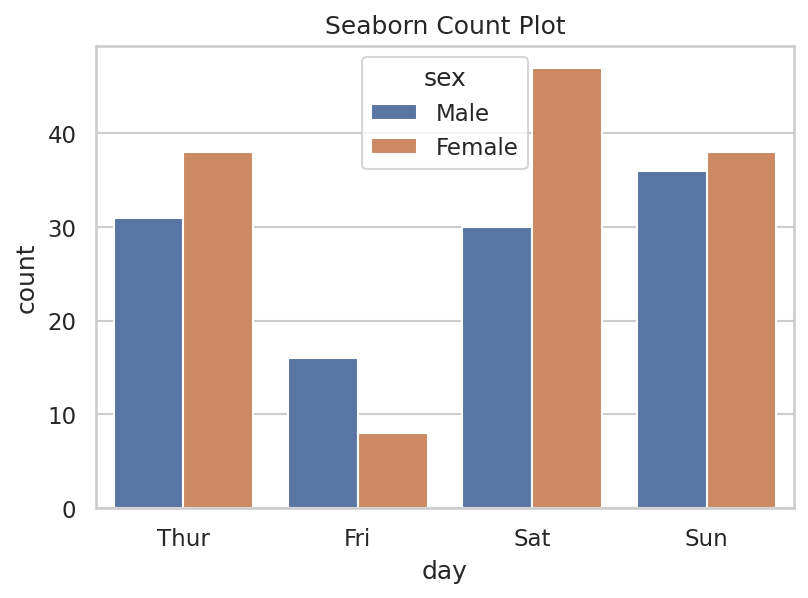 Seaborn Count Plot
sex
Male
Female
count
40
30
20
10
0
Thur Fri Sat Sun
day